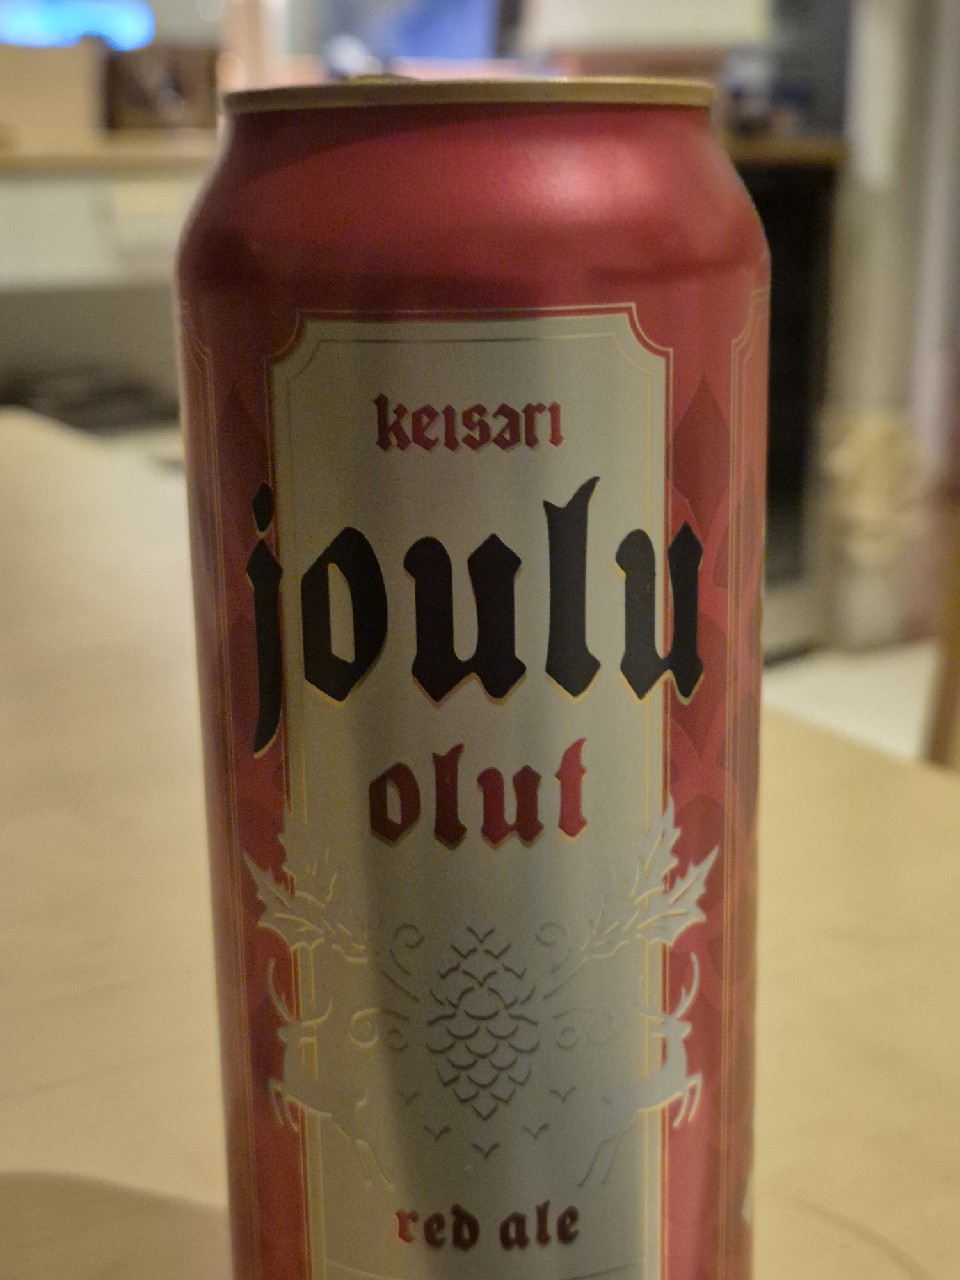 keisari
joulu
olut
red ale